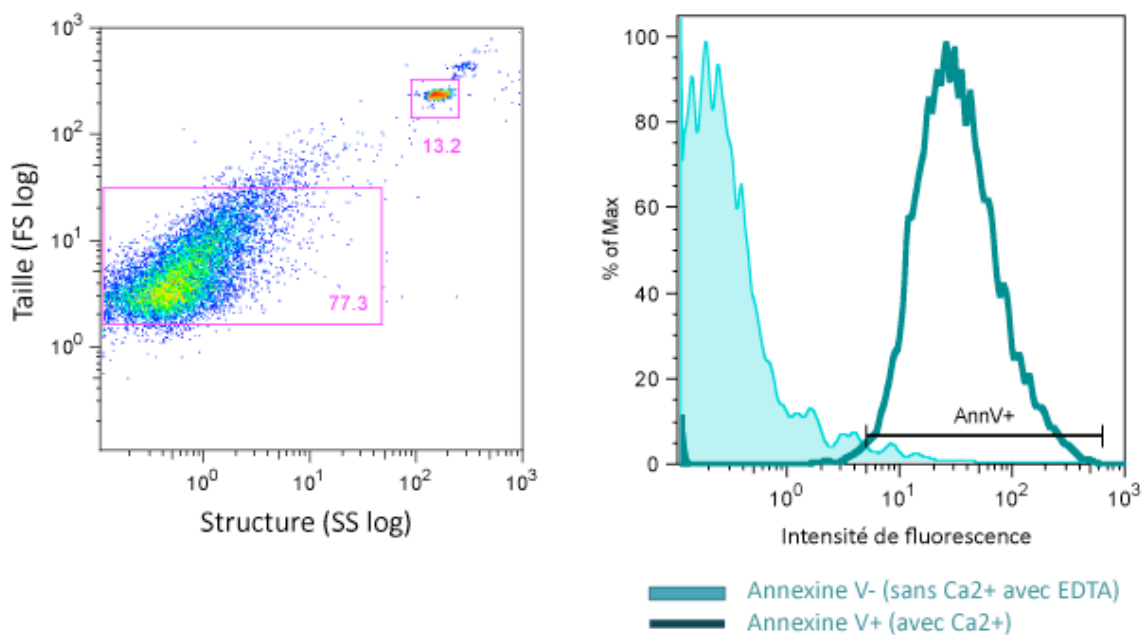 10³
10²
10¹
10⁰
Taille (FS log)
13.2
77.3
10⁰ 10¹ 10² 10³
Structure (SS log)
100
80
60
40
20
0
% of Max
AnnV+
10⁰ 10¹ 10² 10³
Intensité de fluorescence
Annexine V- (sans Ca2+ avec EDTA)
Annexine V+ (avec Ca2+)